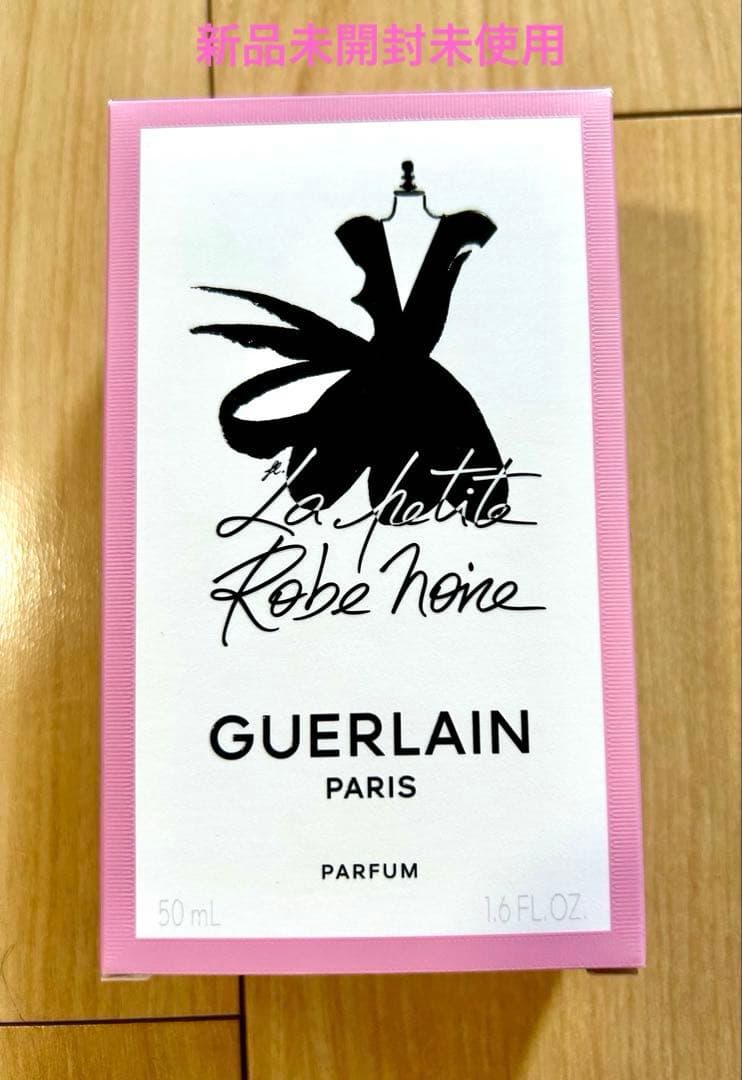 新品未開封未使用
La petite
Robe noire
GUERLAIN
PARIS
PARFUM
50 mL
1.6 FL.OZ.